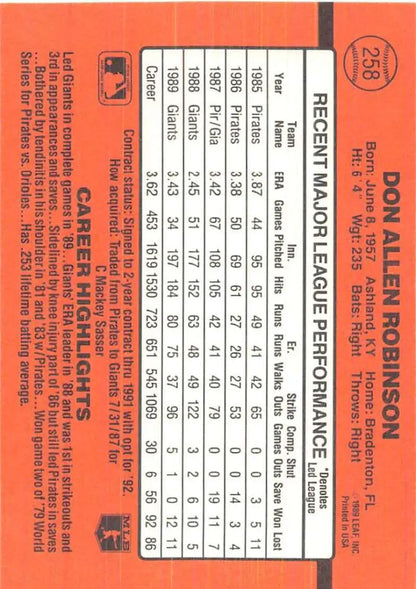 258
DON ALLEN ROBINSON
Born: June 8, 1957 Ashland, KY Home: Bradenton, FL
Ht: 6' 4" Wgt: 235 Bats: Right Throws: Right
©1989 LEAF, INC.
Printed in USA
RECENT MAJOR LEAGUE PERFORMANCE *Denotes Led League
Year Team Name ERA Games Inn. Pitched Hits Runs Er. Runs Walks Strike Outs Comp. Games Shut Outs Save Won Lost
1985 Pirates 3.87 44 95 95 49 41 42 65 0 0 3 5 11
1986 Pirates 3.38 50 69 61 27 26 27 53 0 0 14 3 4
1987 Pir/Gia 3.42 67 108 105 42 41 40 79 0 0 19 11 7
1988 Giants 2.45 51 177 152 63 48 49 122 3 2 6 10 5
1989 Giants 3.43 34 197 184 80 75 37 96 5 1 0 12 11
Career 3.62 453 1619 1530 723 651 545 1069 30 6 56 92 86
Contract status: Signed to 2-year contract thru 1991 with opt for '92.
How acquired: Traded from Pirates to Giants 7/31/87 for
C Mackey Sasser
MLB
CAREER HIGHLIGHTS
Led Giants in complete games in '89...Giants' ERA leader in '88 and was 1st in strikeouts and
3rd in appearances and saves...Sidelined by knee injury part of '86 but still led Pirates in saves
...Bothered by tendinitis in his shoulder in '81 and '83 w/Pirates...Won game two of '79 World
Series for Pirates vs. Orioles...Has .253 lifetime batting average.